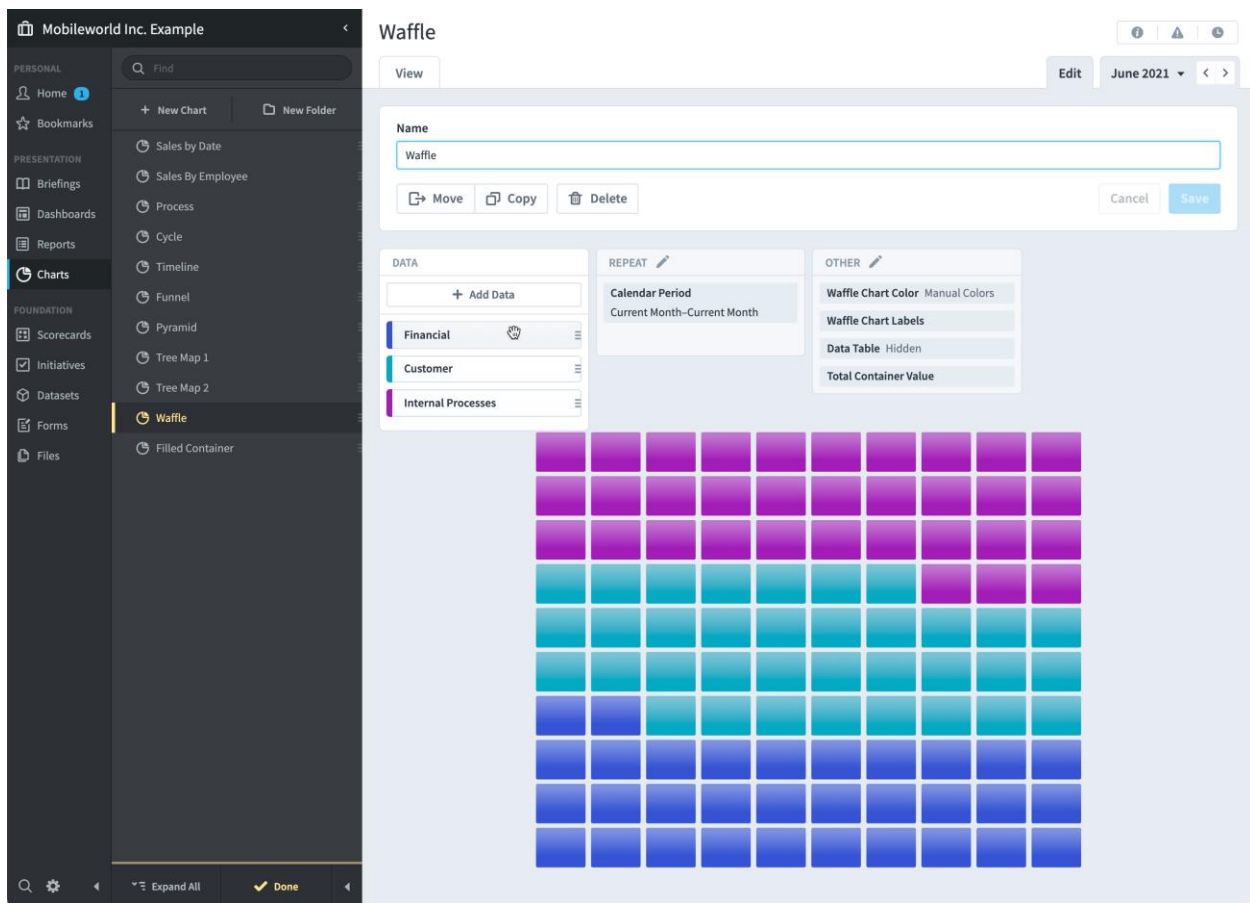 Mobileworld Inc. Example
PERSONAL
Home 1
Bookmarks
PRESENTATION
Briefings
Dashboards
Reports
Charts
FOUNDATION
Scorecards
Initiatives
Datasets
Forms
Files
Find
+ New Chart New Folder
Sales by Date
Sales By Employee
Process
Cycle
Timeline
Funnel
Pyramid
Tree Map 1
Tree Map 2
Waffle
Filled Container
Expand All Done
Waffle
View Edit June 2021
Name
Waffle
Move Copy Delete Cancel Save
DATA
+ Add Data
Financial
Customer
Internal Processes
REPEAT
Calendar Period
Current Month–Current Month
OTHER
Waffle Chart Color Manual Colors
Waffle Chart Labels
Data Table Hidden
Total Container Value